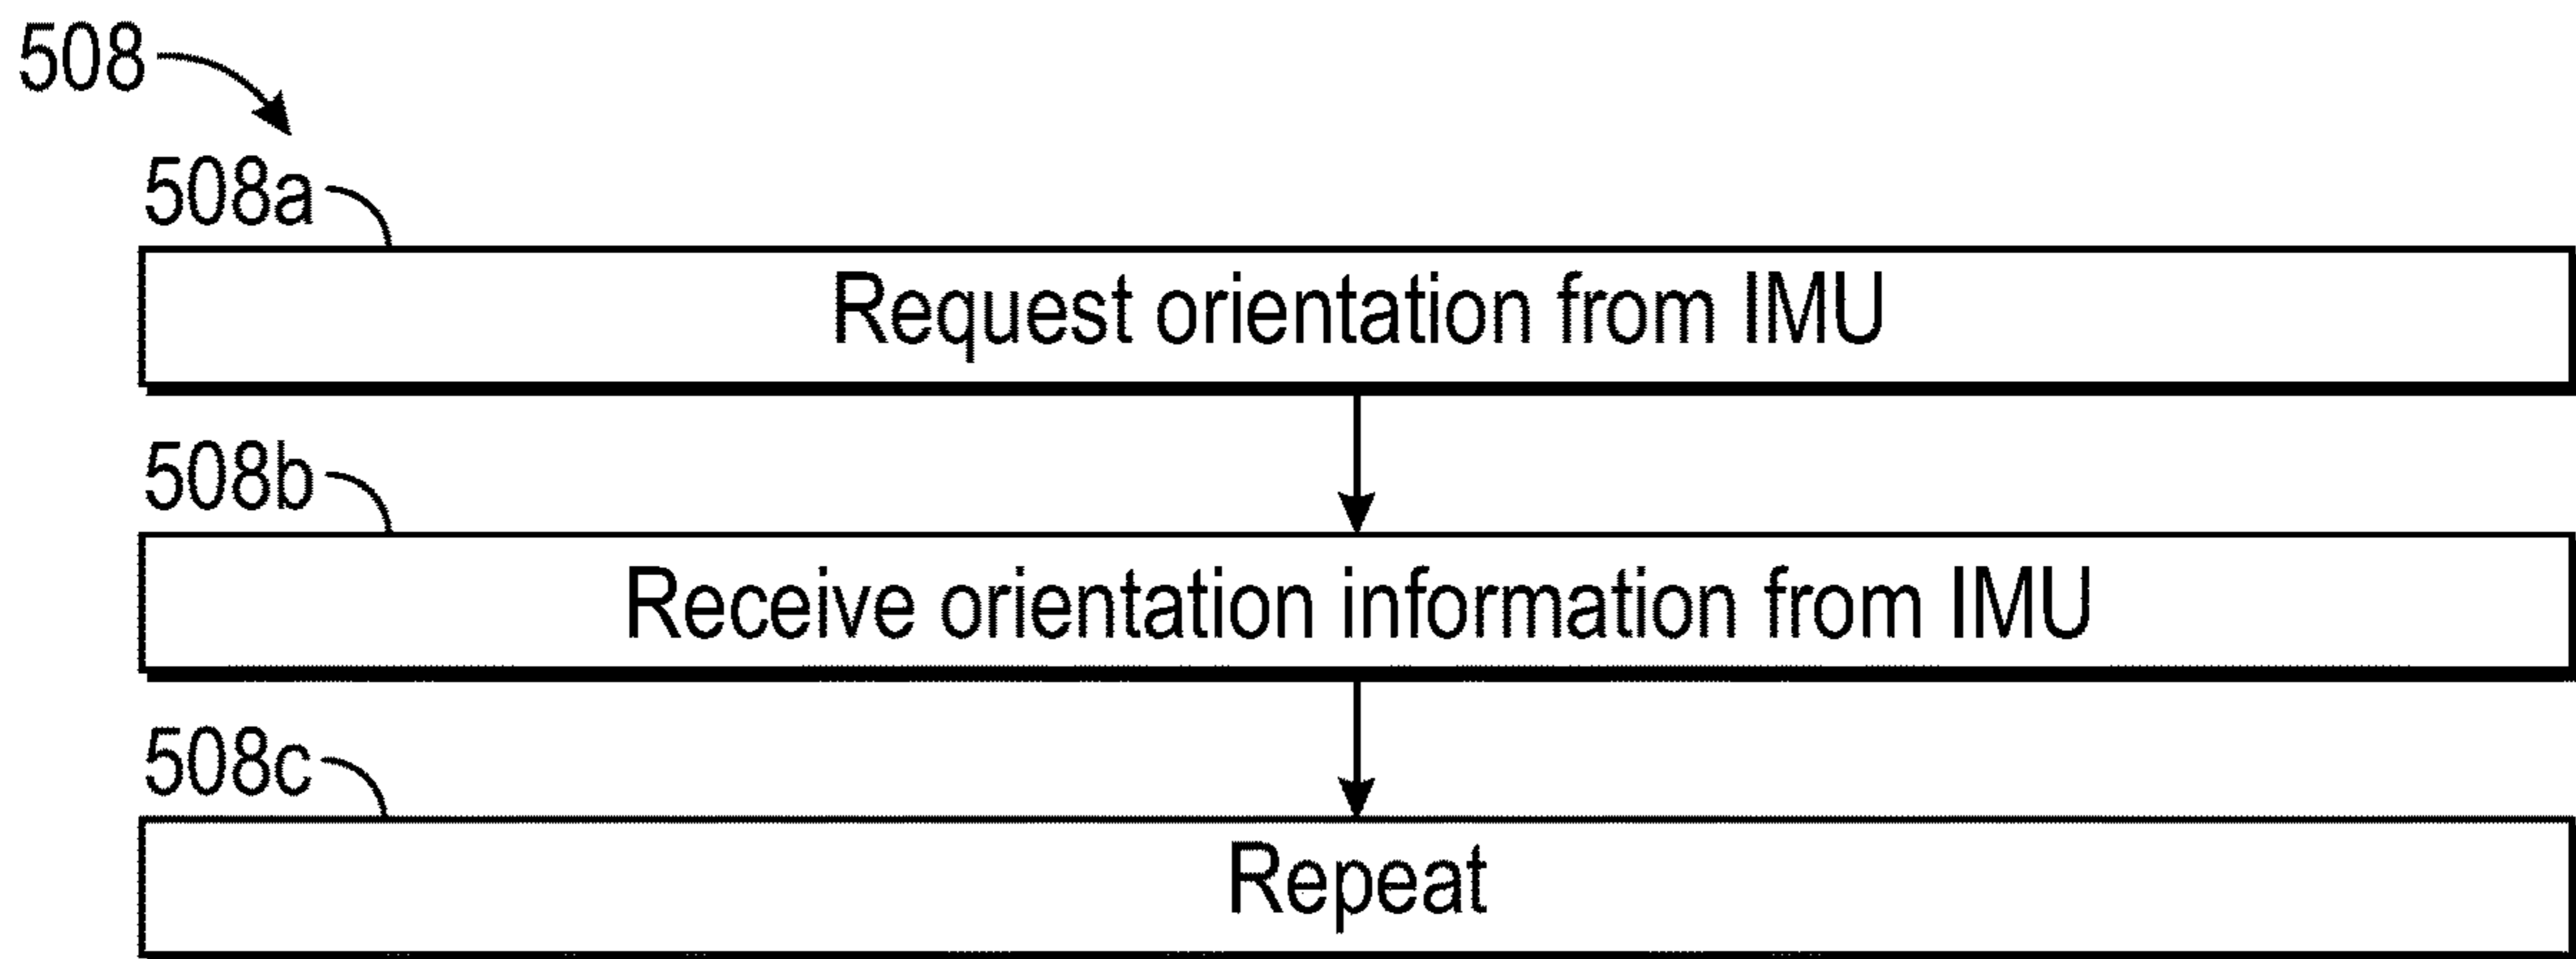 508
508a
Request orientation from IMU
508b
Receive orientation information from IMU
508c
Repeat